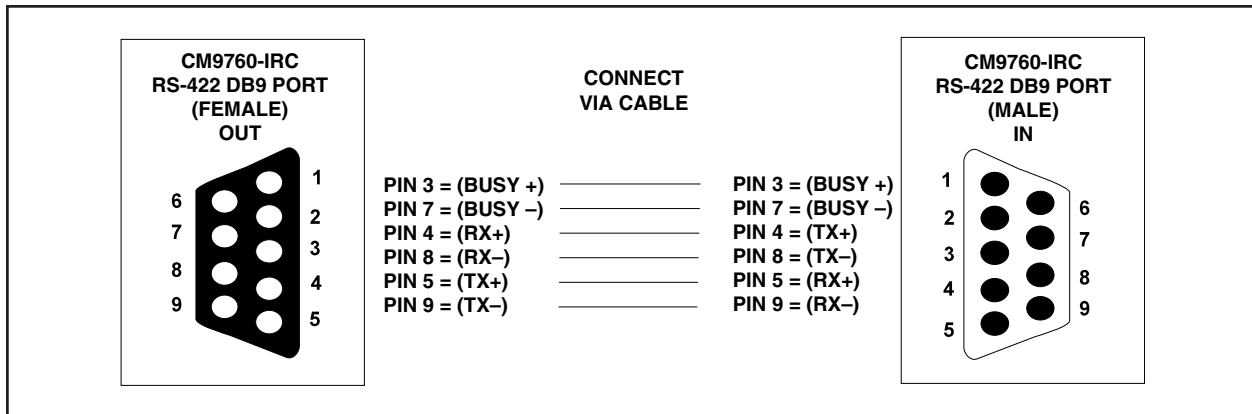 CM9760-IRC
RS-422 DB9 PORT
(FEMALE)
OUT
1
6
2
7
3
8
4
9
5
CONNECT
VIA CABLE
PIN 3 = (BUSY +)
PIN 7 = (BUSY –)
PIN 4 = (RX+)
PIN 8 = (RX–)
PIN 5 = (TX+)
PIN 9 = (TX–)
PIN 3 = (BUSY +)
PIN 7 = (BUSY –)
PIN 4 = (TX+)
PIN 8 = (TX–)
PIN 5 = (RX+)
PIN 9 = (RX–)
CM9760-IRC
RS-422 DB9 PORT
(MALE)
IN
1
6
2
7
3
8
4
9
5